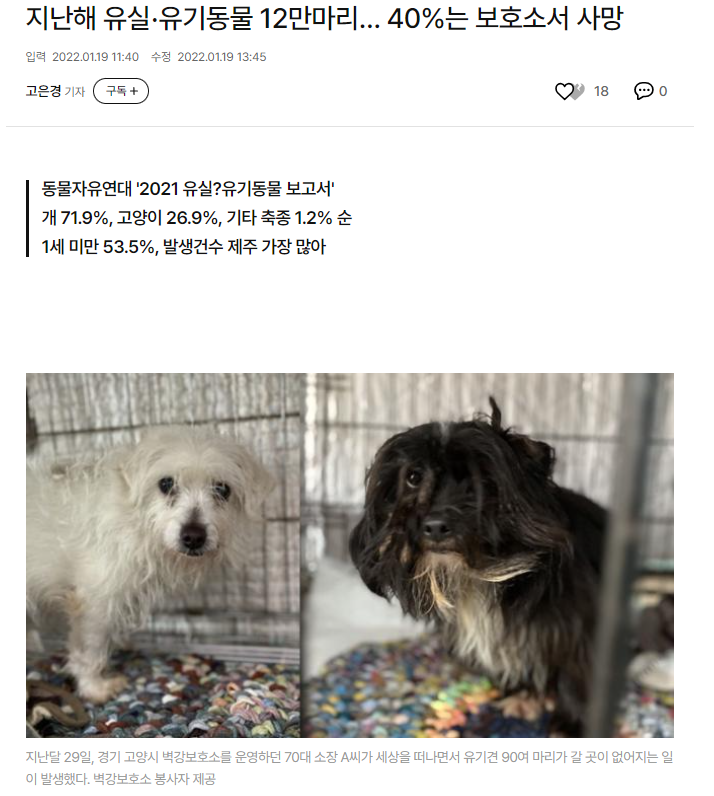 지난해 유실·유기동물 12만마리... 40%는 보호소서 사망
입력 2022.01.19 11:40 수정 2022.01.19 13:45
고은경 기자 구독 + 18 0
동물자유연대 '2021 유실?유기동물 보고서'
개 71.9%, 고양이 26.9%, 기타 축종 1.2% 순
1세 미만 53.5%, 발생건수 제주 가장 많아
지난달 29일, 경기 고양시 벽강보호소를 운영하던 70대 소장 A씨가 세상을 떠나면서 유기견 90여 마리가 갈 곳이 없어지는 일
이 발생했다. 벽강보호소 봉사자 제공